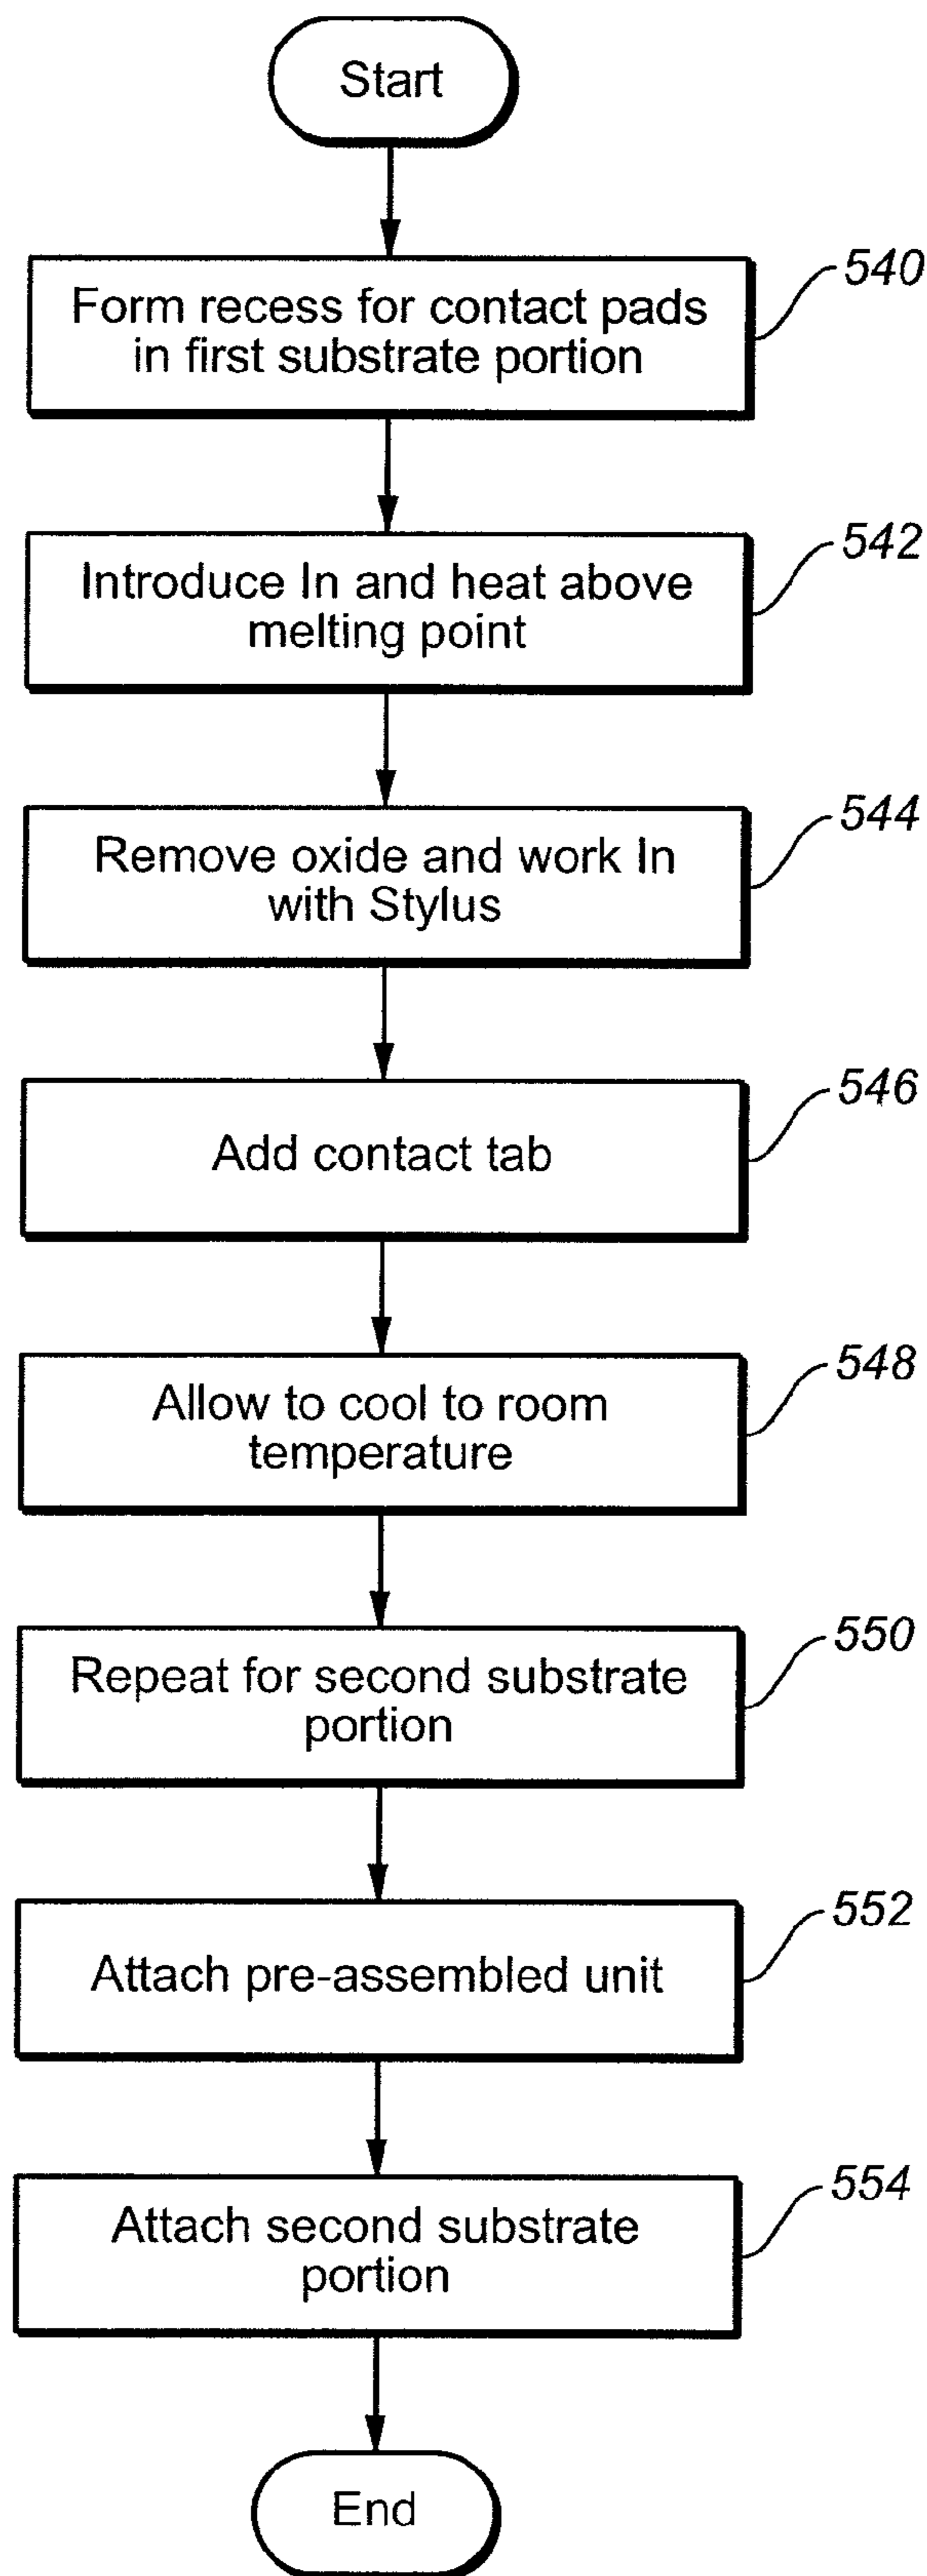 Start
540
Form recess for contact pads
in first substrate portion
542
Introduce In and heat above
melting point
544
Remove oxide and work In
with Stylus
546
Add contact tab
548
Allow to cool to room
temperature
550
Repeat for second substrate
portion
552
Attach pre-assembled unit
554
Attach second substrate
portion
End